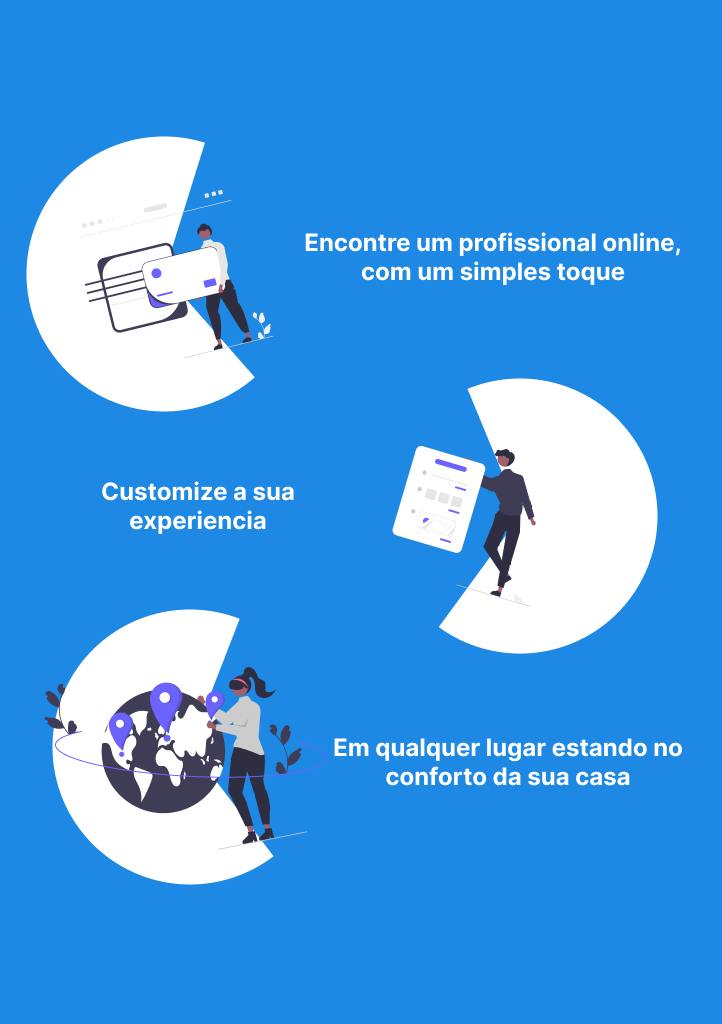 Encontre um profissional online,
com um simples toque
Customize a sua
experiencia
Em qualquer lugar estando no
conforto da sua casa